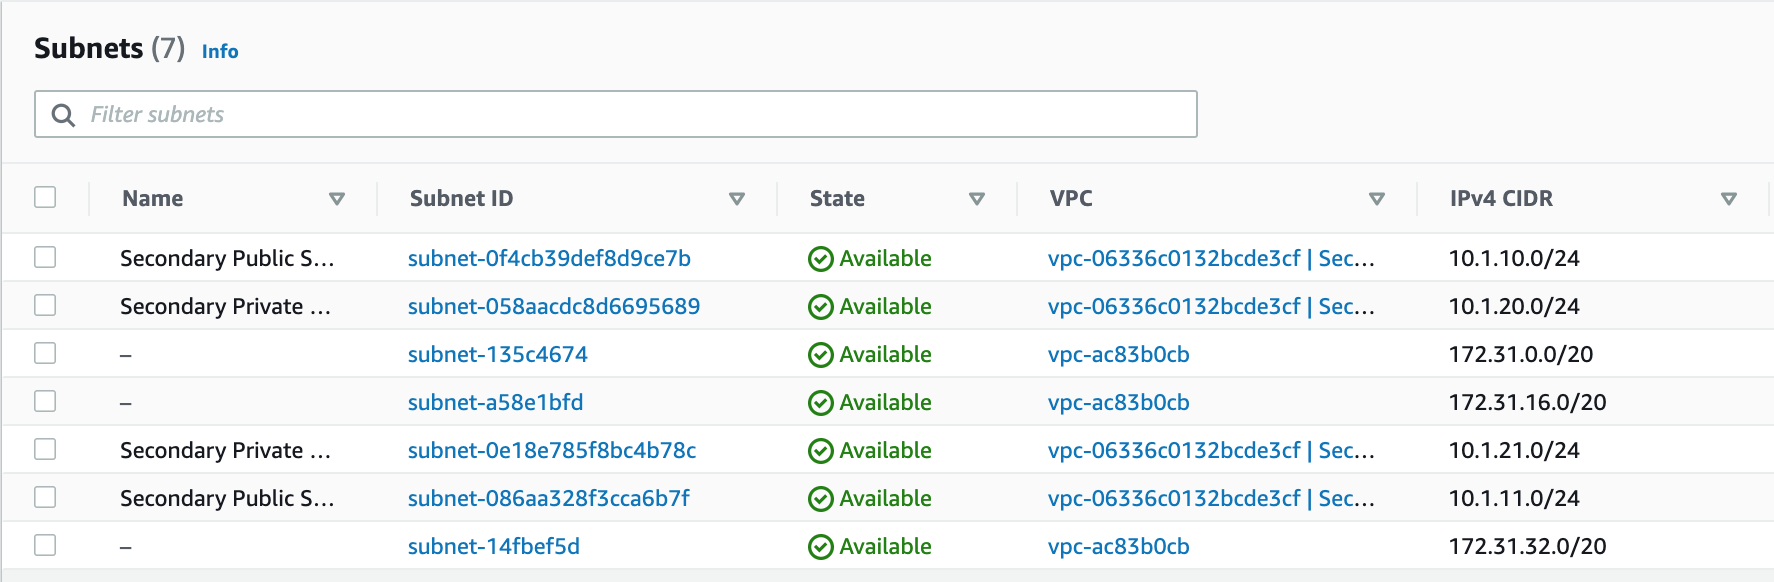 Subnets (7) Info
Filter subnets
Name Subnet ID State VPC IPv4 CIDR
Secondary Public S... subnet-0f4cb39def8d9ce7b Available vpc-06336c0132bcde3cf | Sec... 10.1.10.0/24
Secondary Private ... subnet-058aacdc8d6695689 Available vpc-06336c0132bcde3cf | Sec... 10.1.20.0/24
– subnet-135c4674 Available vpc-ac83b0cb 172.31.0.0/20
– subnet-a58e1bfd Available vpc-ac83b0cb 172.31.16.0/20
Secondary Private ... subnet-0e18e785f8bc4b78c Available vpc-06336c0132bcde3cf | Sec... 10.1.21.0/24
Secondary Public S... subnet-086aa328f3cca6b7f Available vpc-06336c0132bcde3cf | Sec... 10.1.11.0/24
– subnet-14fbef5d Available vpc-ac83b0cb 172.31.32.0/20